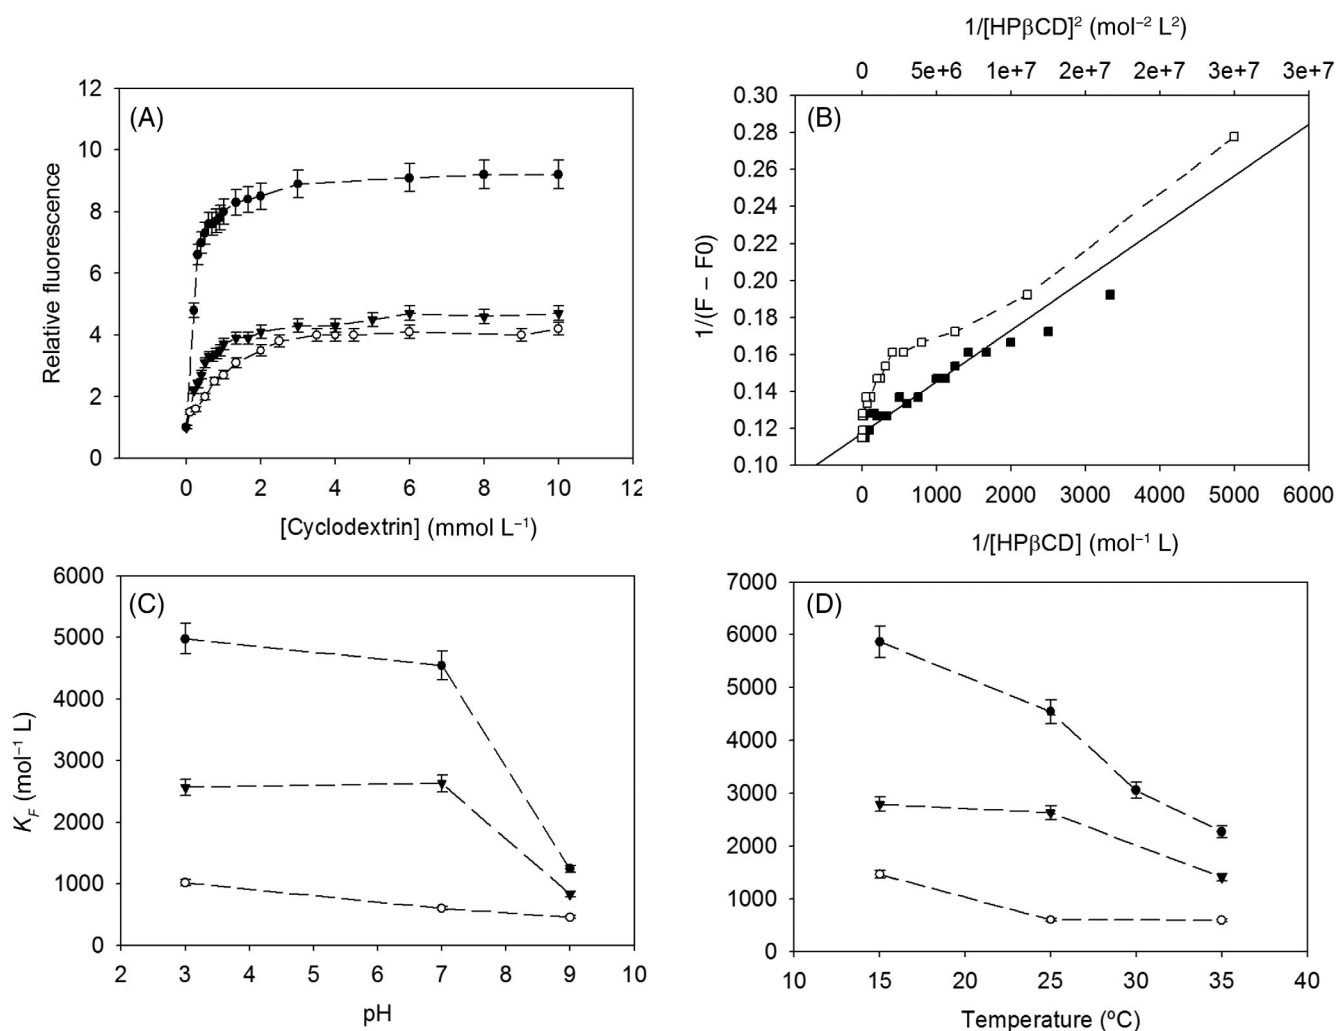 (A)
12
10
8
6
4
2
0
Relative fluorescence
0 2 4 6 8 10 12
[Cyclodextrin] (mmol L⁻¹)
1/[HPβCD]² (mol⁻² L²)
0 5e+6 1e+7 2e+7 2e+7 3e+7 3e+7
(B)
0.30
0.28
0.26
0.24
0.22
0.20
0.18
0.16
0.14
0.12
0.10
1/(F – F0)
0 1000 2000 3000 4000 5000 6000
1/[HPβCD] (mol⁻¹ L)
(C)
6000
5000
4000
3000
2000
1000
0
K_F (mol⁻¹ L)
2 3 4 5 6 7 8 9 10
pH
(D)
7000
6000
5000
4000
3000
2000
1000
0
10 15 20 25 30 35 40
Temperature (ºC)